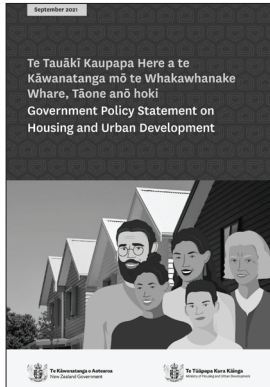 September 2021
Te Tauākī Kaupapa Here a te
Kāwanatanga mō te Whakawhanake
Whare, Tāone anō hoki
Government Policy Statement on
Housing and Urban Development
Te Kāwanatanga o Aotearoa
New Zealand Government
Te Tūāpapa Kura Kāinga
Ministry of Housing and Urban Development